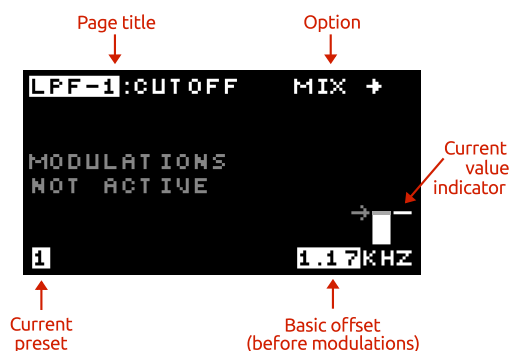 Page title
Option
LPF-1:CUTOFF MIX →
MODULATIONS
NOT ACTIVE
Current
value
indicator
1
1.17KHZ
Current
preset
Basic offset
(before modulations)